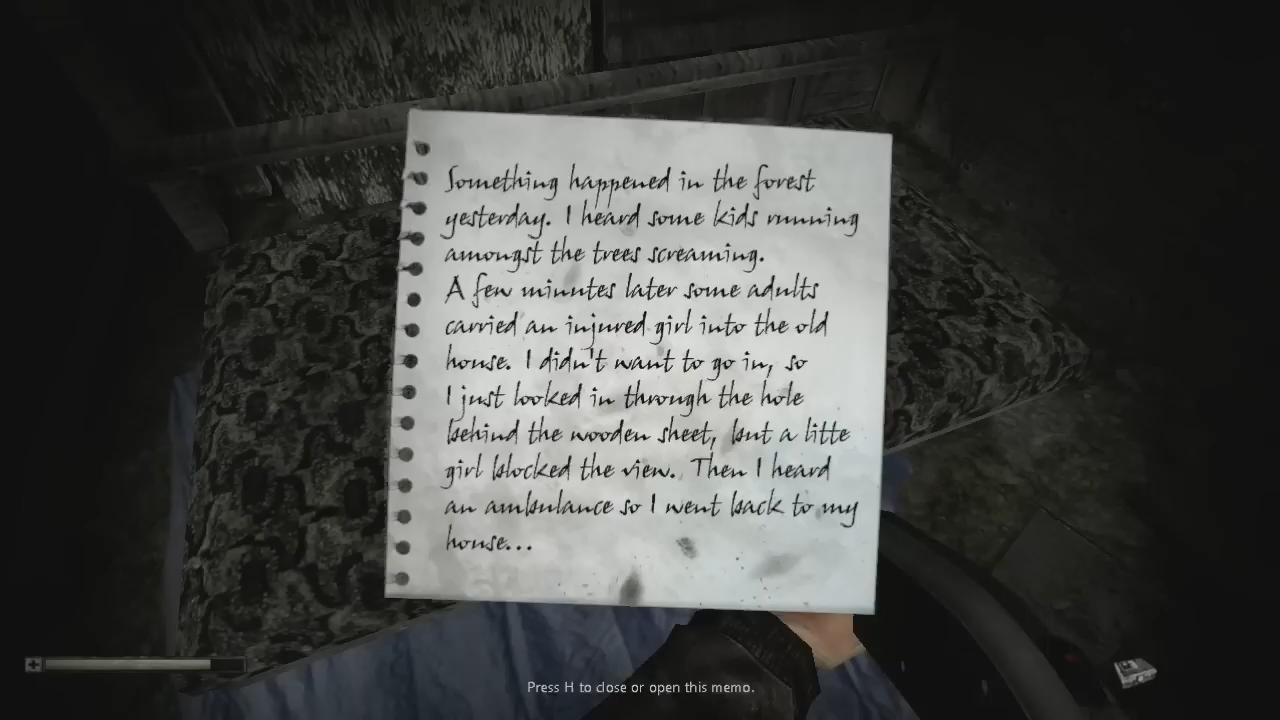 Something happened in the forest
yesterday. I heard some kids running
amongst the trees screaming.
A few minutes later some adults
carried an injured girl into the old
house. I didn't want to go in, so
I just looked in through the hole
behind the wooden sheet, but a litte
girl blocked the view. Then I heard
an ambulance so I went back to my
house...
Press H to close or open this memo.